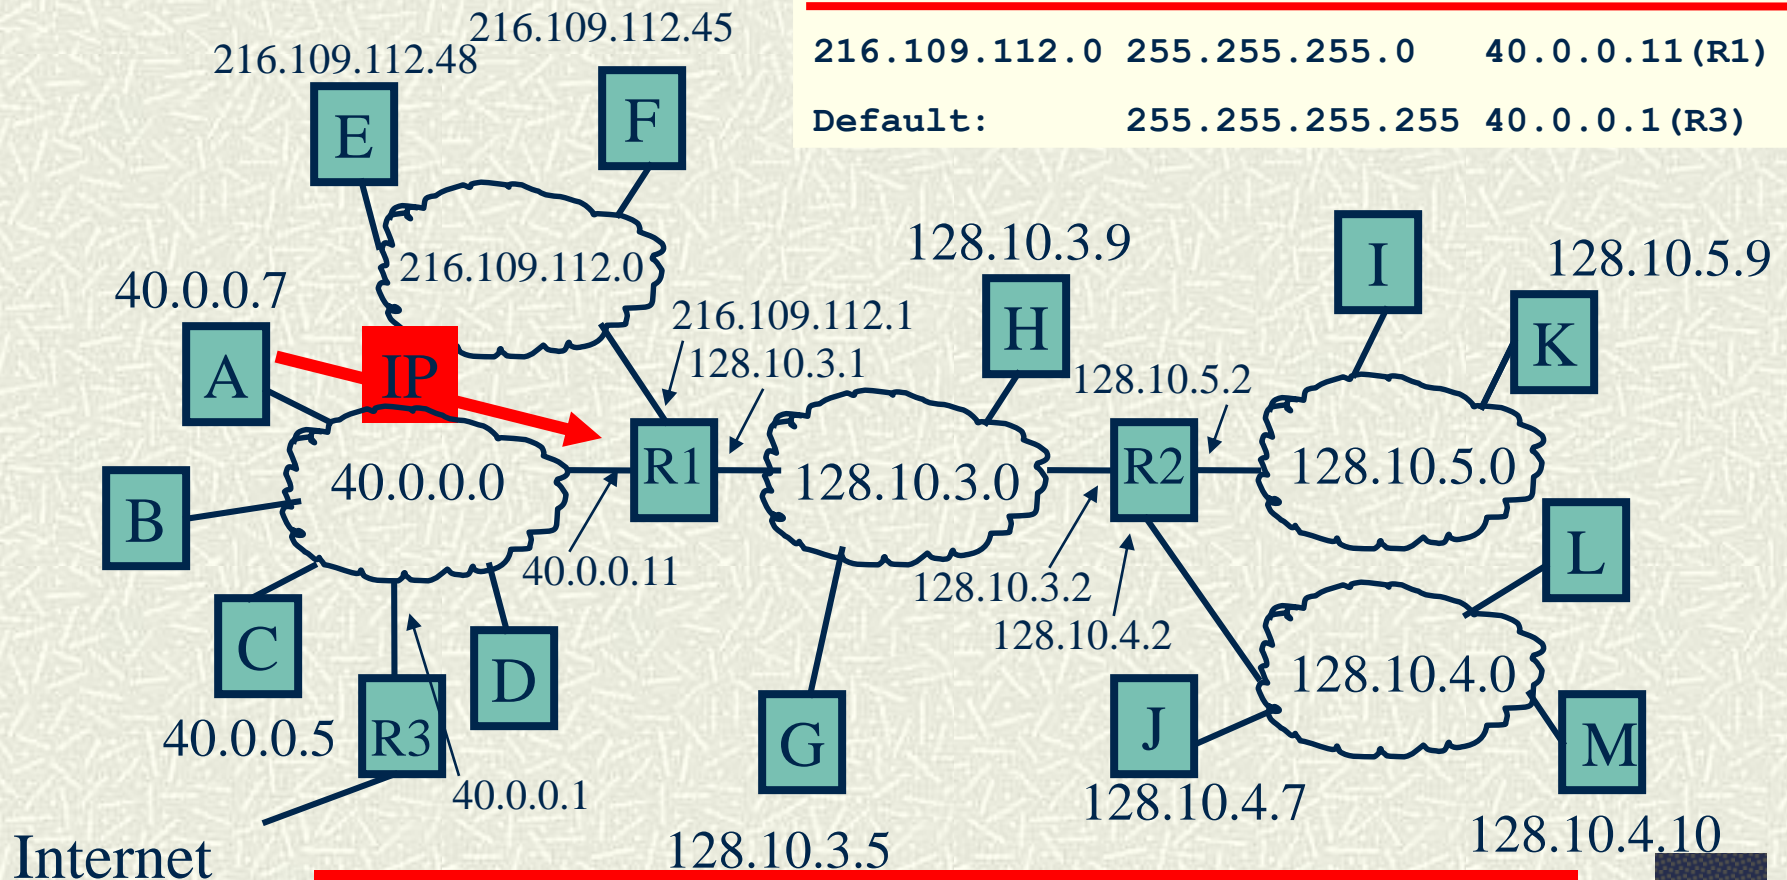 216.109.112.45
216.109.112.48
216.109.112.0 255.255.255.0 40.0.0.11(R1)
Default: 255.255.255.255 40.0.0.1(R3)
E
F
216.109.112.0
128.10.3.9
I
128.10.5.9
40.0.0.7
216.109.112.1
H
K
A
IP
128.10.3.1
128.10.5.2
40.0.0.0
R1
128.10.3.0
R2
128.10.5.0
B
40.0.0.11
128.10.3.2
L
128.10.4.2
C
D
128.10.4.0
40.0.0.5
R3
G
J
M
40.0.0.1
128.10.4.7
Internet
128.10.3.5
128.10.4.10